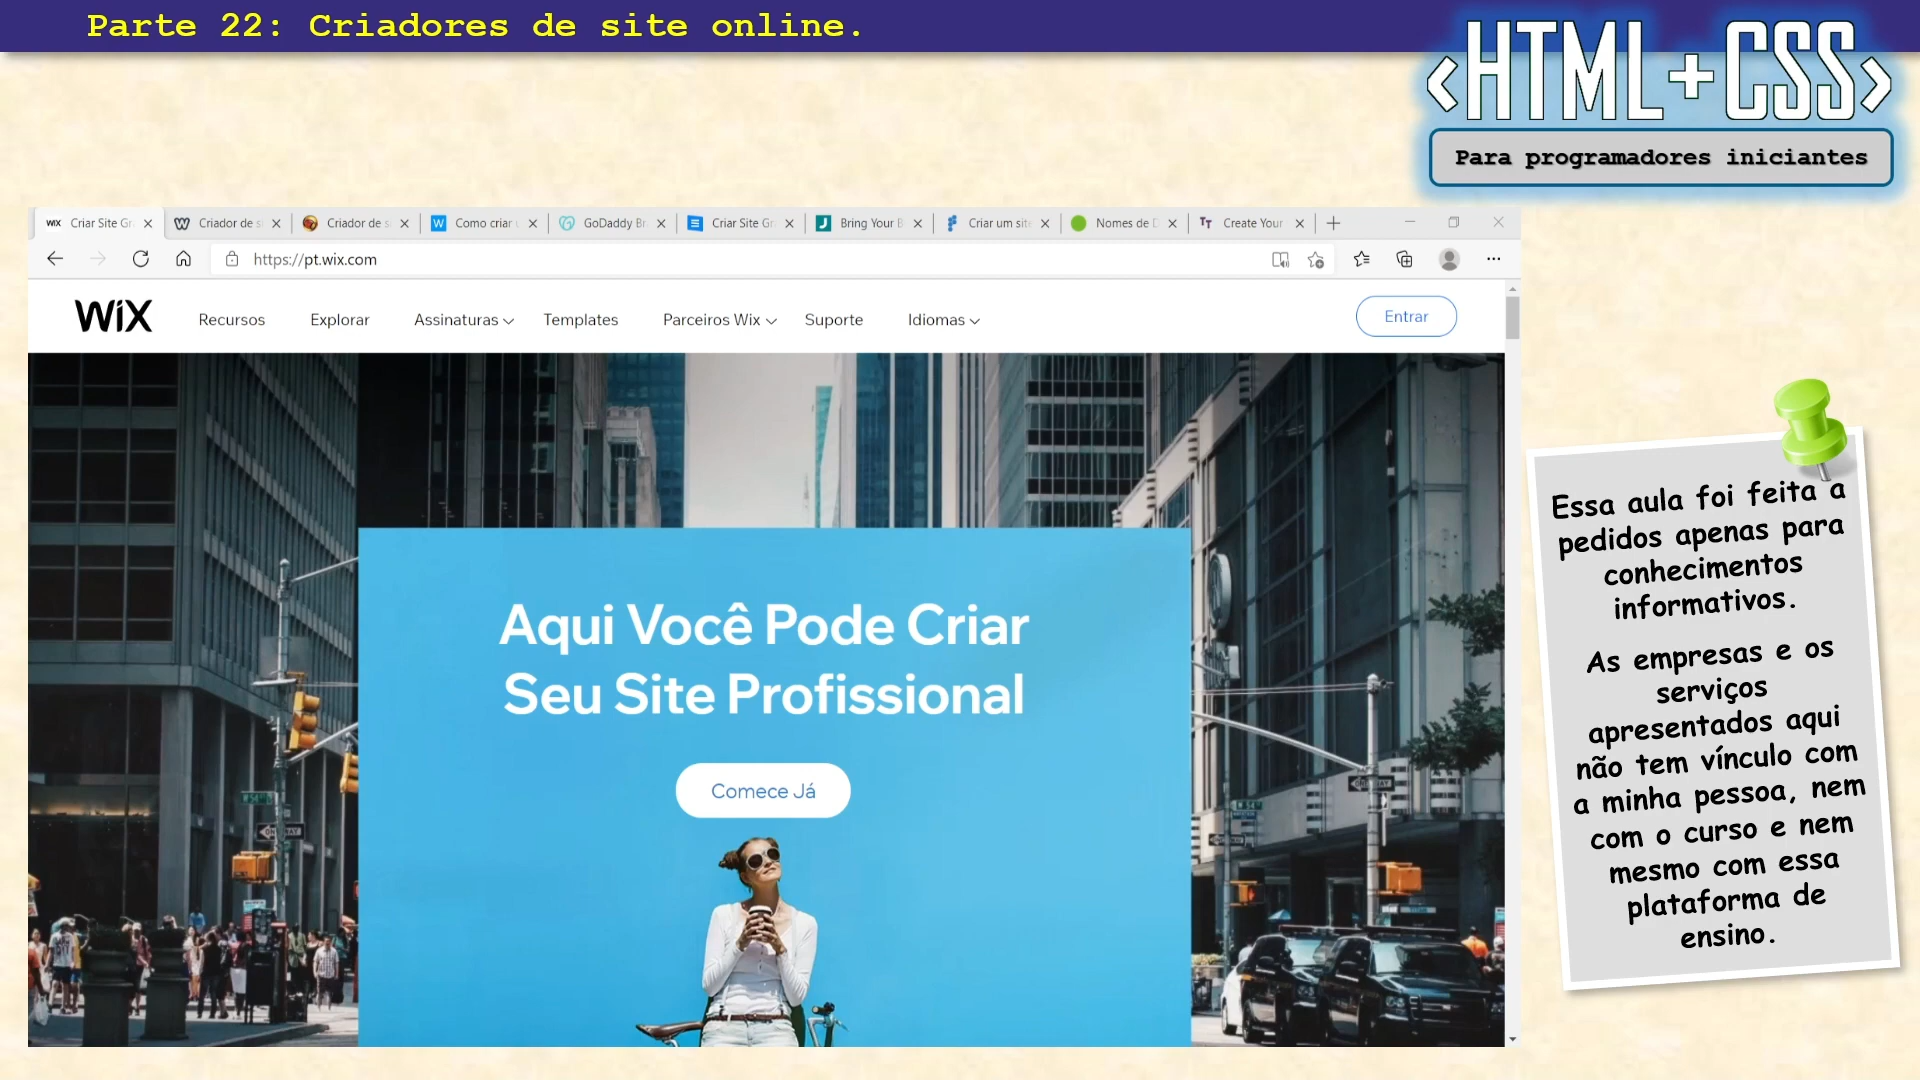 Parte 22: Criadores de site online.
<HTML+CSS>
Para programadores iniciantes
WiX Criar Site Gr
Criador de s
Criador de s
Como criar
GoDaddy Br
Criar Site Gr
Bring Your B
Criar um sit
Nomes de D
Create Your
https://pt.wix.com
WiX
Recursos
Explorar
Assinaturas
Templates
Parceiros Wix
Suporte
Idiomas
Entrar
Aqui Você Pode Criar
Seu Site Profissional
Comece Já
Essa aula foi feita a
pedidos apenas para
conhecimentos
informativos.
As empresas e os
serviços
apresentados aqui
não tem vínculo com
a minha pessoa, nem
com o curso e nem
mesmo com essa
plataforma de
ensino.